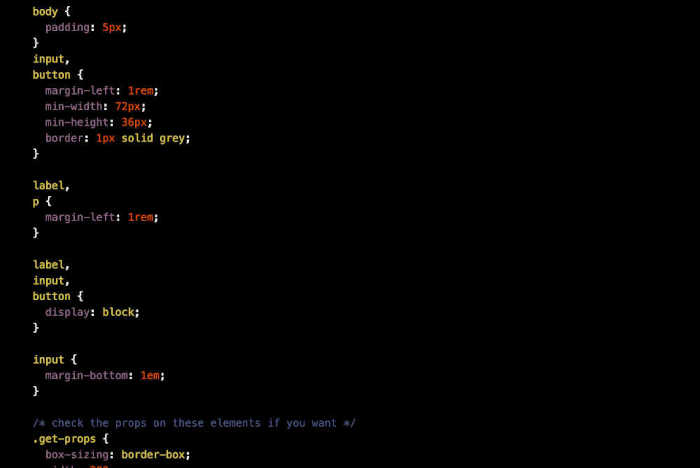 body {
  padding: 5px;
}
input,
button {
  margin-left: 1rem;
  min-width: 72px;
  min-height: 36px;
  border: 1px solid grey;
}

label,
p {
  margin-left: 1rem;
}

label,
input,
button {
  display: block;
}

input {
  margin-bottom: 1em;
}

/* check the props on these elements if you want */
.get-props {
  box-sizing: border-box;